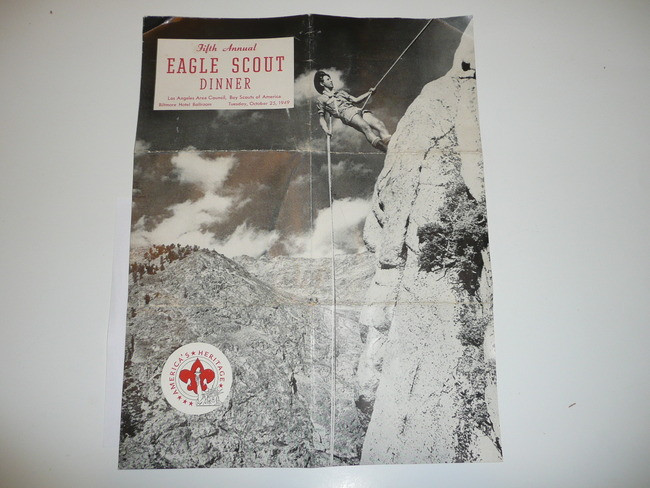 Fifth Annual
EAGLE SCOUT
DINNER
Los Angeles Area Council, Boy Scouts of America
Biltmore Hotel Ballroom Tuesday, October 25, 1949
AMERICA'S HERITAGE